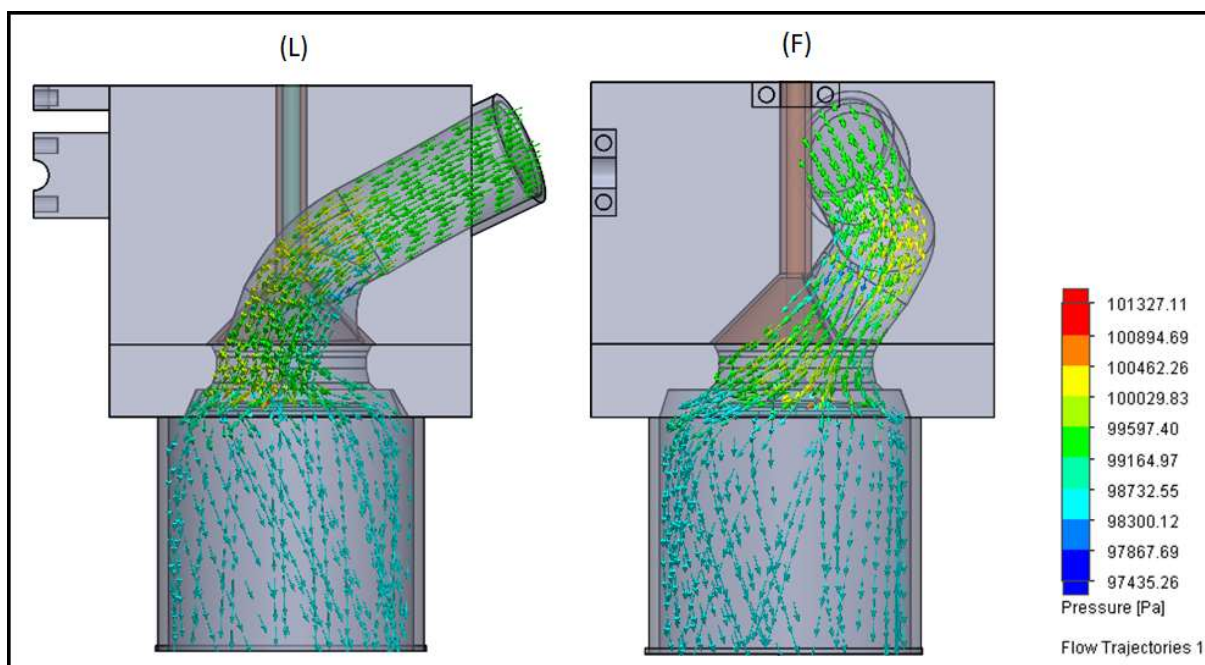 (L)
(F)
101327.11
100894.69
100462.26
100029.83
99597.40
99164.97
98732.55
98300.12
97867.69
97435.26
Pressure [Pa]
Flow Trajectories 1